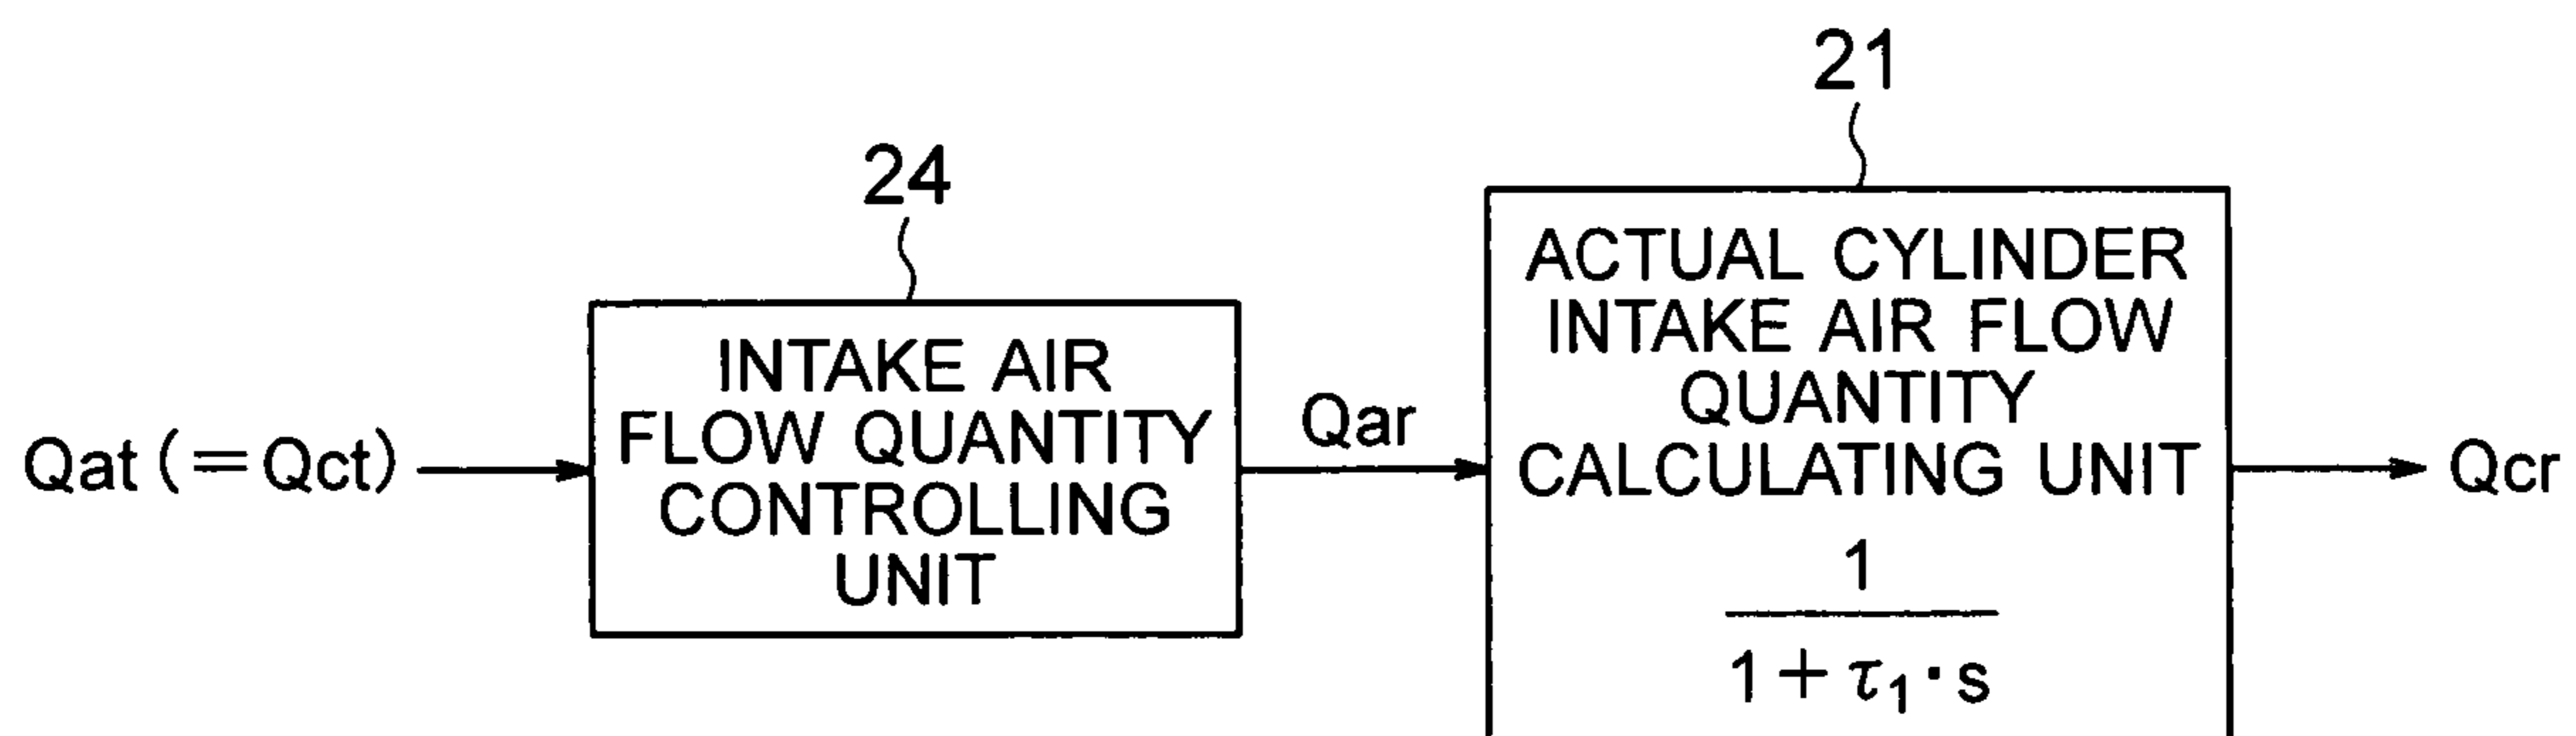 21
24
ACTUAL CYLINDER
INTAKE AIR FLOW
QUANTITY
CALCULATING UNIT
1
1 + τ₁ · s
INTAKE AIR
FLOW QUANTITY
CONTROLLING
UNIT
Qat (=Qct)
Qar
Qcr